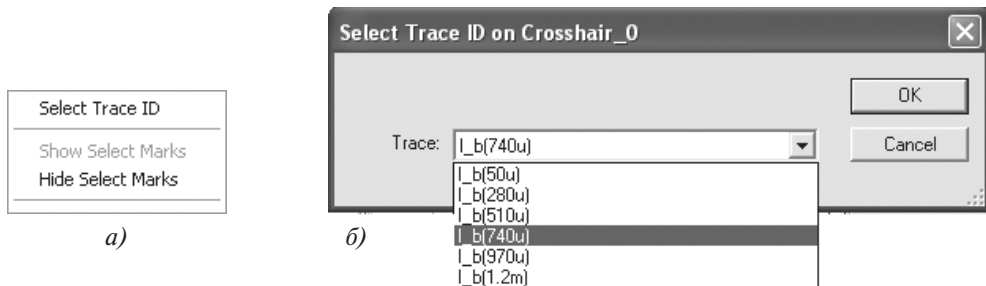 Select Trace ID
Show Select Marks
Hide Select Marks
а)
Select Trace ID on Crosshair_0
OK
Cancel
Trace:
I_b(740u)
I_b(50u)
I_b(280u)
I_b(510u)
I_b(740u)
I_b(970u)
I_b(1.2m)
б)